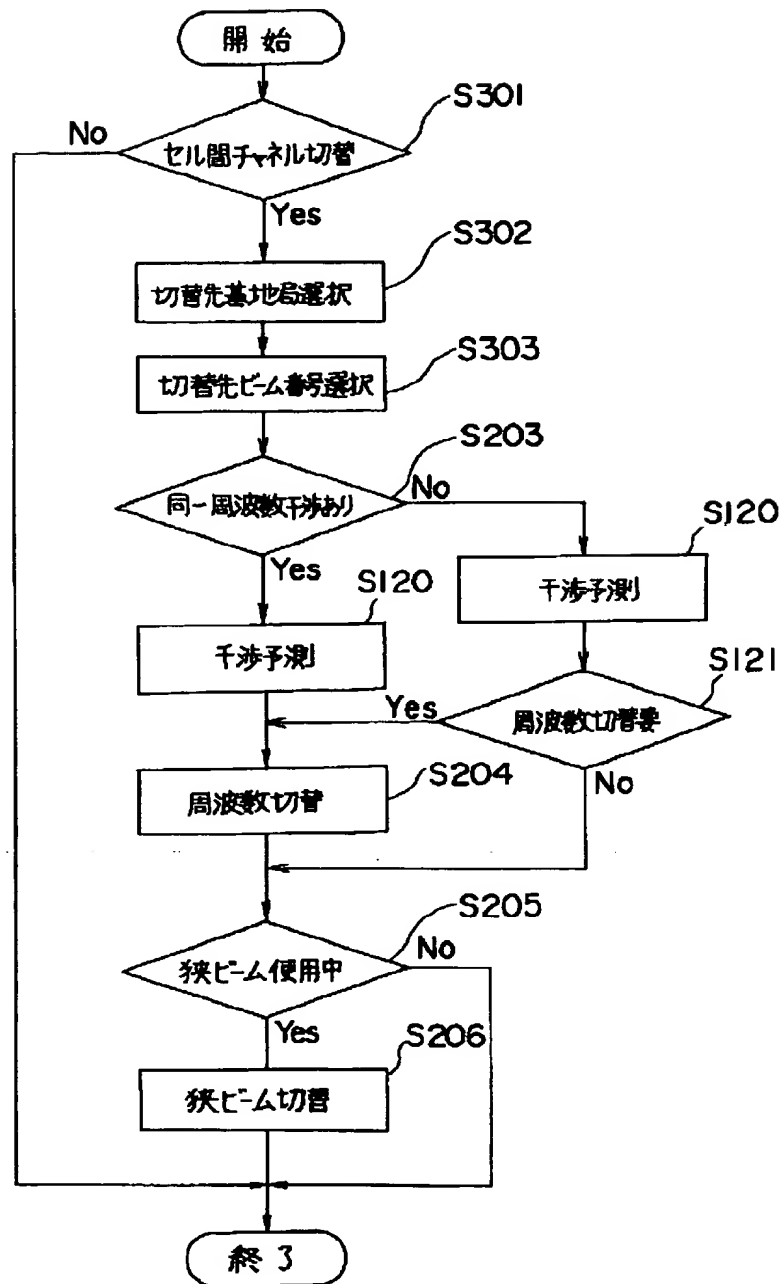 開始
S301
No
セル間チャネル切替
Yes
S302
切替先基地局選択
S303
切替先ビーム番号選択
S203
同一周波数干渉あり
No
Yes
S120
干渉予測
S120
干渉予測
S121
周波数切替要
Yes
No
S204
周波数切替
S205
狭ビーム使用中
No
Yes
S206
狭ビーム切替
終了